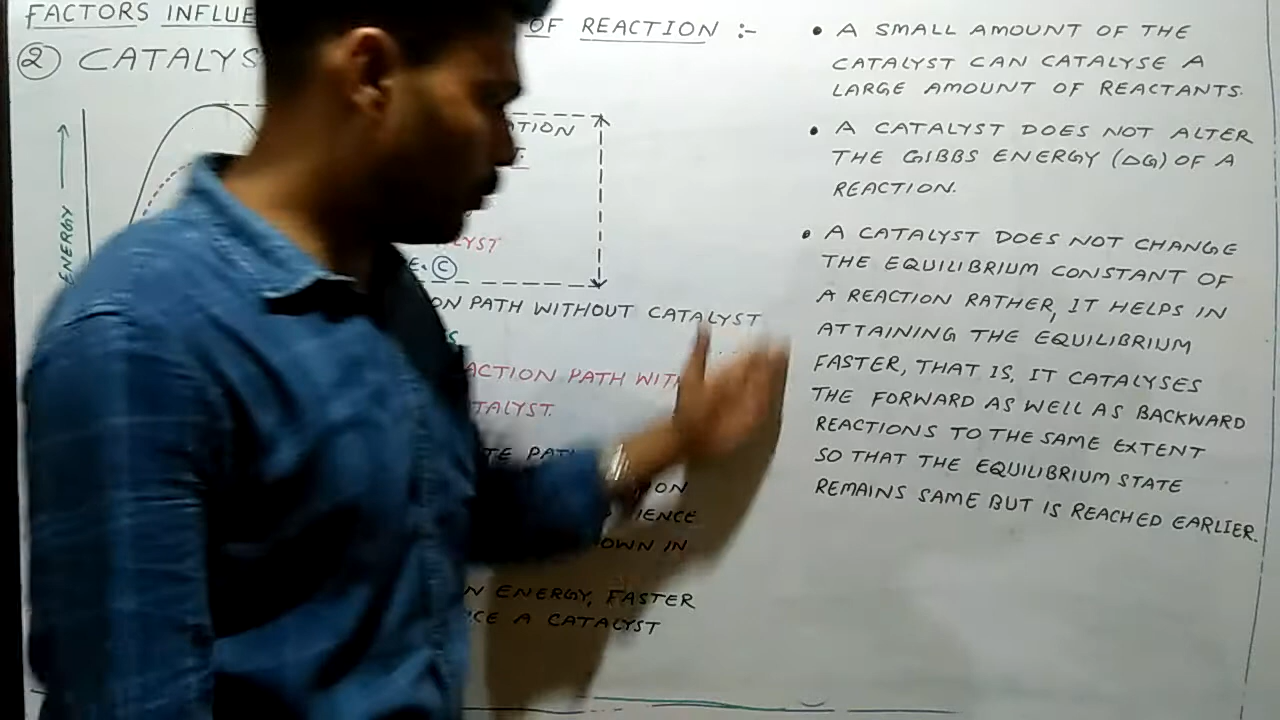 FACTORS INFLUE OF REACTION :-
② CATALYS
ENERGY
TION
LYST
E. Ⓒ
ON PATH WITHOUT CATALYST
ACTION PATH WIT
TALYST.
TE PAT
ION
IENCE
OWN IN
N ENERGY, FASTER
CE A CATALYST
• A SMALL AMOUNT OF THE
CATALYST CAN CATALYSE A
LARGE AMOUNT OF REACTANTS.
• A CATALYST DOES NOT ALTER
THE GIBBS ENERGY (ΔG) OF A
REACTION.
• A CATALYST DOES NOT CHANGE
THE EQUILIBRIUM CONSTANT OF
A REACTION RATHER, IT HELPS IN
ATTAINING THE EQUILIBRIUM
FASTER, THAT IS, IT CATALYSES
THE FORWARD AS WELL AS BACKWARD
REACTIONS TO THE SAME EXTENT
SO THAT THE EQUILIBRIUM STATE
REMAINS SAME BUT IS REACHED EARLIER.